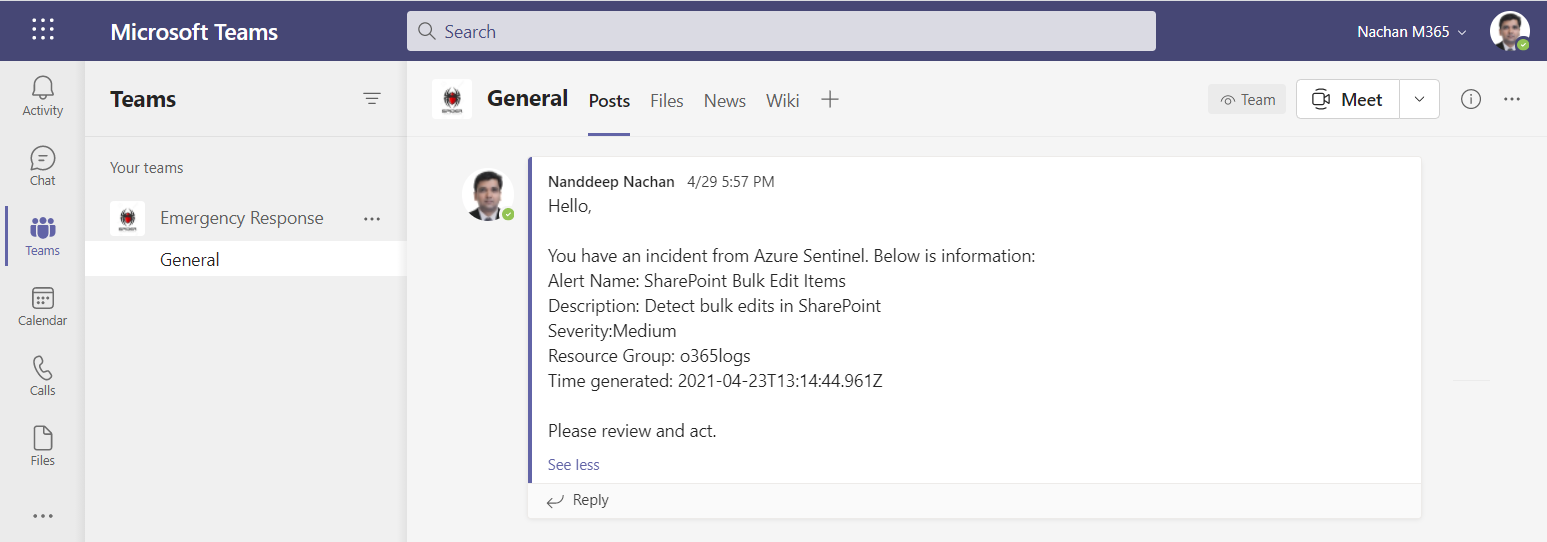 Microsoft Teams
Search
Nachan M365
Activity
Chat
Teams
Calendar
Calls
Files
Teams
Your teams
Emergency Response
General
General
Posts
Files
News
Wiki
Team
Meet
Nanddeep Nachan 4/29 5:57 PM
Hello,
You have an incident from Azure Sentinel. Below is information:
Alert Name: SharePoint Bulk Edit Items
Description: Detect bulk edits in SharePoint
Severity:Medium
Resource Group: o365logs
Time generated: 2021-04-23T13:14:44.961Z
Please review and act.
See less
Reply